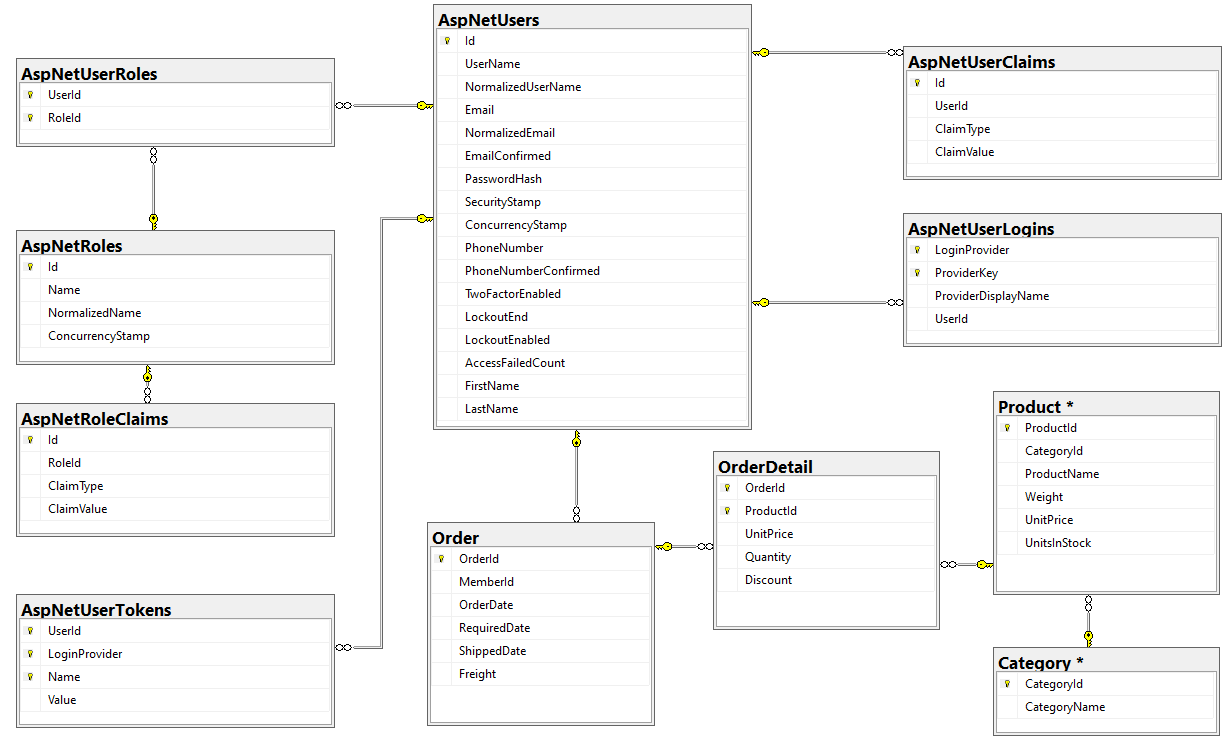 AspNetUsers
Id
UserName
NormalizedUserName
Email
NormalizedEmail
EmailConfirmed
PasswordHash
SecurityStamp
ConcurrencyStamp
PhoneNumber
PhoneNumberConfirmed
TwoFactorEnabled
LockoutEnd
LockoutEnabled
AccessFailedCount
FirstName
LastName
AspNetUserRoles
UserId
RoleId
AspNetRoles
Id
Name
NormalizedName
ConcurrencyStamp
AspNetRoleClaims
Id
RoleId
ClaimType
ClaimValue
AspNetUserTokens
UserId
LoginProvider
Name
Value
AspNetUserClaims
Id
UserId
ClaimType
ClaimValue
AspNetUserLogins
LoginProvider
ProviderKey
ProviderDisplayName
UserId
Order
OrderId
MemberId
OrderDate
RequiredDate
ShippedDate
Freight
OrderDetail
OrderId
ProductId
UnitPrice
Quantity
Discount
Product *
ProductId
CategoryId
ProductName
Weight
UnitPrice
UnitsInStock
Category *
CategoryId
CategoryName